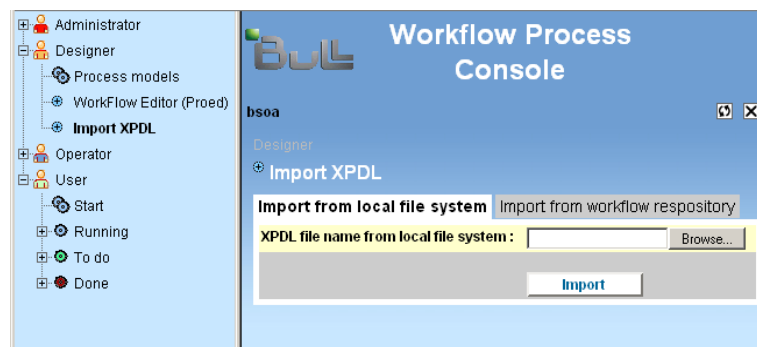 Administrator
Designer
Process models
WorkFlow Editor (Proed)
Import XPDL
Operator
User
Start
Running
To do
Done
Bull
Workflow Process
Console
bsoa
Designer
Import XPDL
Import from local file system Import from workflow respository
XPDL file name from local file system : Browse...
Import